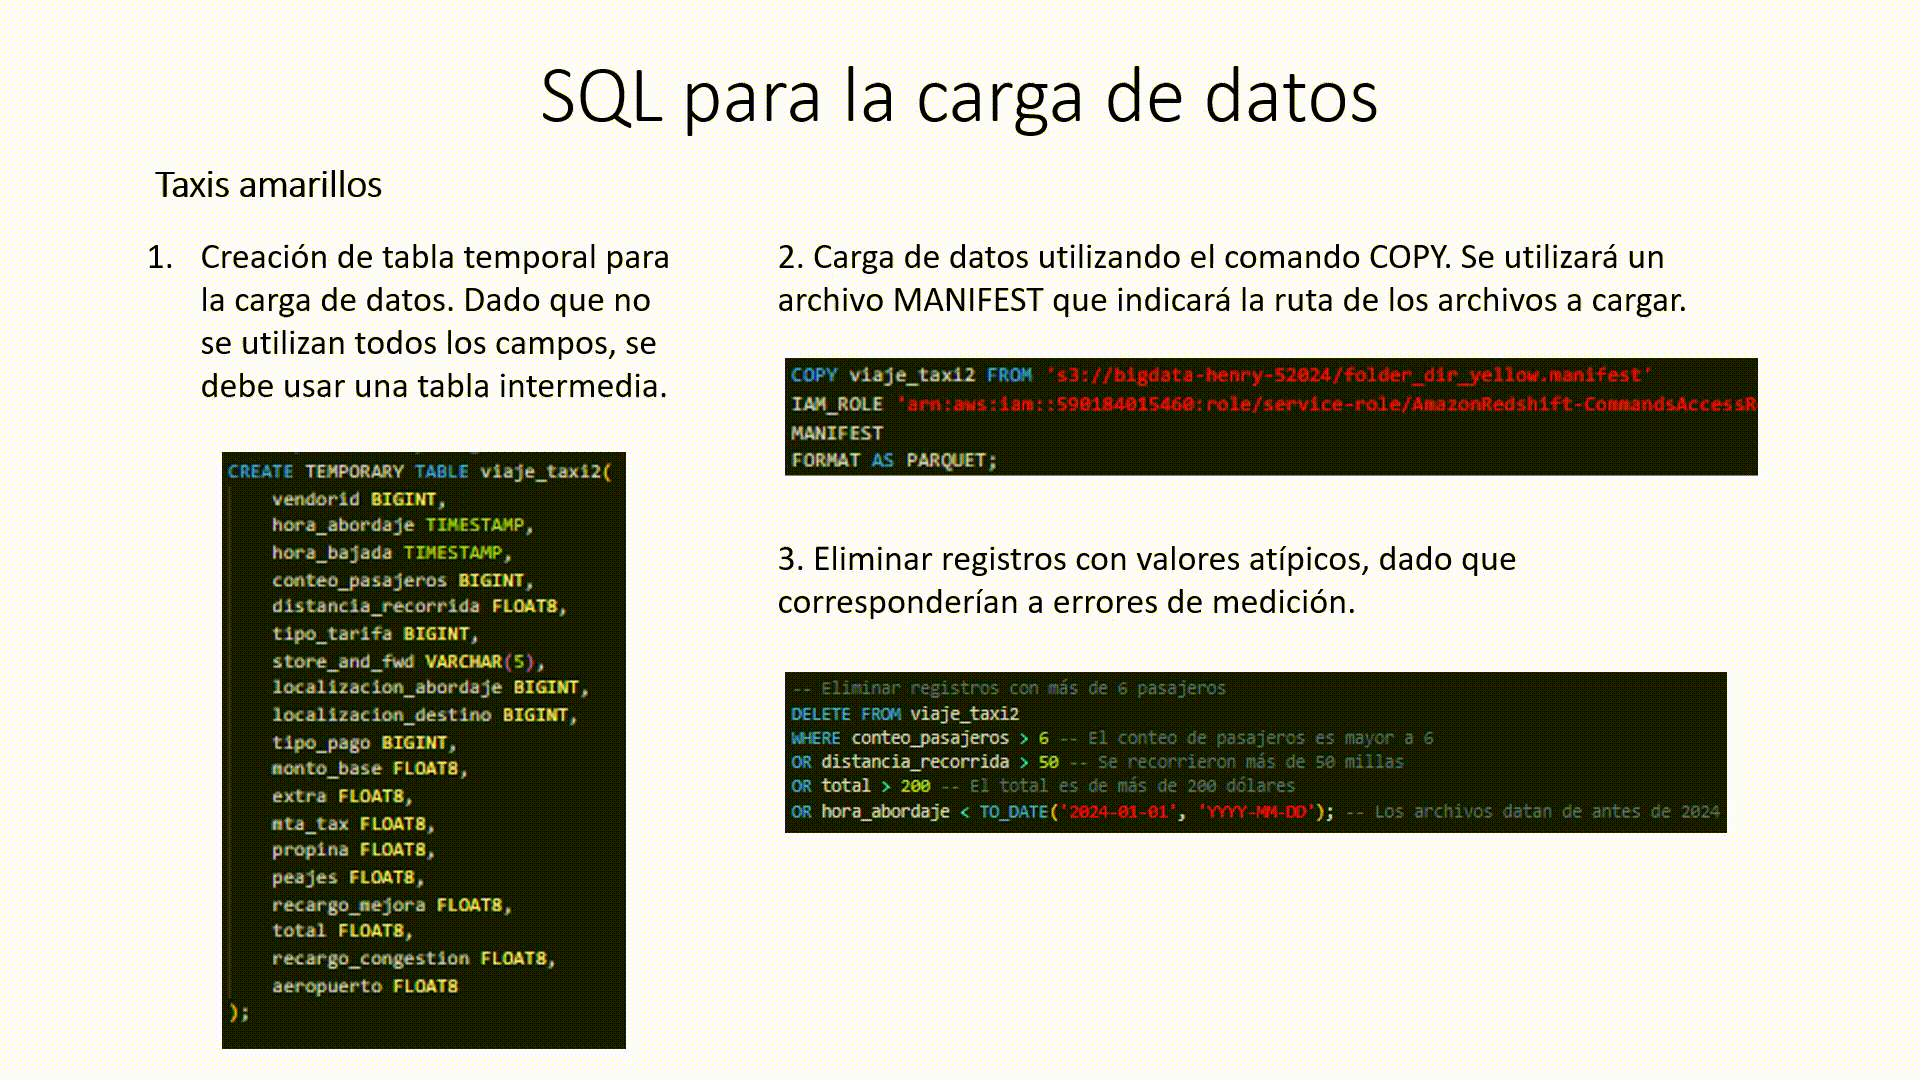 SQL para la carga de datos
Taxis amarillos
1. Creación de tabla temporal para
la carga de datos. Dado que no
se utilizan todos los campos, se
debe usar una tabla intermedia.
CREATE TEMPORARY TABLE viaje_taxi2(
vendorid BIGINT,
hora_abordaje TIMESTAMP,
hora_bajada TIMESTAMP,
conteo_pasajeros BIGINT,
distancia_recorrida FLOAT8,
tipo_tarifa BIGINT,
store_and_fwd VARCHAR(5),
localizacion_abordaje BIGINT,
localizacion_destino BIGINT,
tipo_pago BIGINT,
monto_base FLOAT8,
extra FLOAT8,
mta_tax FLOAT8,
propina FLOAT8,
peajes FLOAT8,
recargo_mejora FLOAT8,
total FLOAT8,
recargo_congestion FLOAT8,
aeropuerto FLOAT8
);
2. Carga de datos utilizando el comando COPY. Se utilizará un
archivo MANIFEST que indicará la ruta de los archivos a cargar.
COPY viaje_taxi2 FROM 's3://bigdata-henry-52024/folder_dir_yellow.manifest'
IAM_ROLE 'arn:aws:iam::590184015460:role/service-role/AmazonRedshift-CommandsAccessR
MANIFEST
FORMAT AS PARQUET;
3. Eliminar registros con valores atípicos, dado que
corresponderían a errores de medición.
-- Eliminar registros con más de 6 pasajeros
DELETE FROM viaje_taxi2
WHERE conteo_pasajeros > 6 -- El conteo de pasajeros es mayor a 6
OR distancia_recorrida > 50 -- Se recorrieron más de 50 millas
OR total > 200 -- El total es de más de 200 dólares
OR hora_abordaje < TO_DATE('2024-01-01', 'YYYY-MM-DD'); -- Los archivos datan de antes de 2024